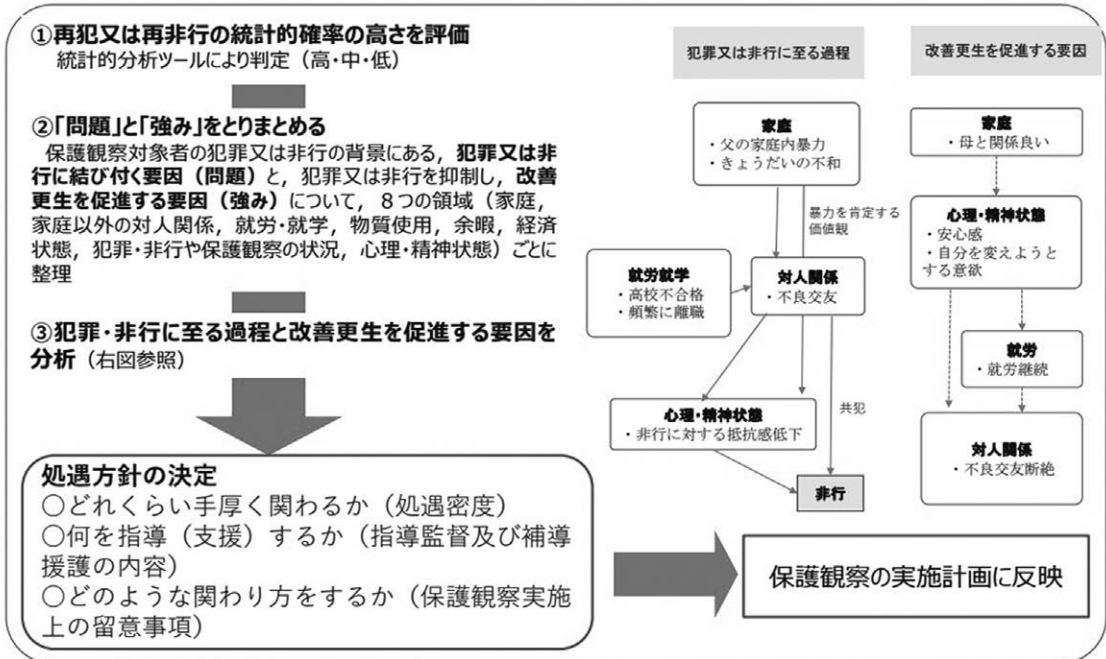 ①再犯又は再非行の統計的確率の高さを評価
統計的分析ツールにより判定（高・中・低）
②「問題」と「強み」をとりまとめる
保護観察対象者の犯罪又は非行の背景にある，犯罪又は非
行に結び付く要因（問題）と，犯罪又は非行を抑制し，改善
更生を促進する要因（強み）について，８つの領域（家庭，
家庭以外の対人関係，就労・就学，物質使用，余暇，経済
状態，犯罪・非行や保護観察の状況，心理・精神状態）ごとに
整理
③犯罪・非行に至る過程と改善更生を促進する要因を
分析（右図参照）
処遇方針の決定
○どれくらい手厚く関わるか（処遇密度）
○何を指導（支援）するか（指導監督及び補導
援護の内容）
○どのような関わり方をするか（保護観察実施
上の留意事項）
犯罪又は非行に至る過程
家庭
・父の家庭内暴力
・きょうだいの不和
暴力を肯定する
価値観
就労就学
・高校不合格
・頻繁に離職
対人関係
・不良交友
心理・精神状態
・非行に対する抵抗感低下
共犯
非行
改善更生を促進する要因
家庭
・母と関係良い
心理・精神状態
・安心感
・自分を変えようと
する意欲
就労
・就労継続
対人関係
・不良交友断絶
保護観察の実施計画に反映